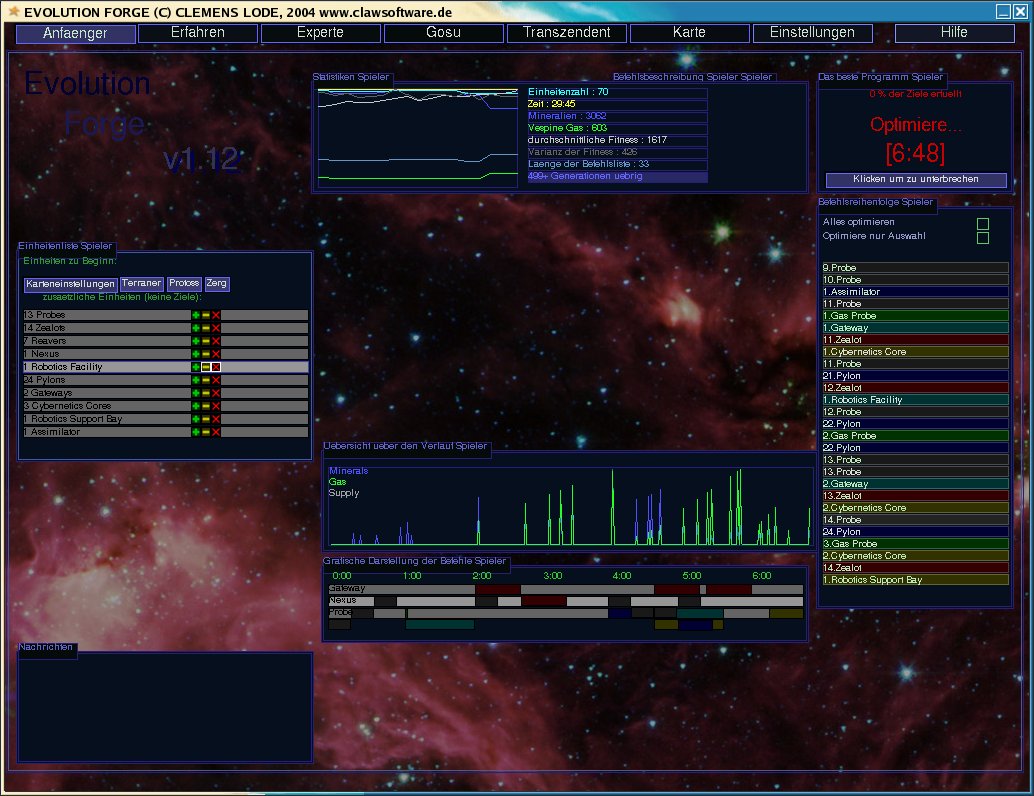 EVOLUTION FORGE (C) CLEMENS LODE, 2004 www.clawsoftware.de
Anfaenger
Erfahren
Experte
Gosu
Transzendent
Karte
Einstellungen
Hilfe
Evolution
Forge
v1.12
Statistiken Spieler
Befehlsbeschreibung Spieler Spieler
Einheitenzahl : 70
Zeit : 29:45
Mineralien : 3062
Vespine Gas : 603
durchschnittliche Fitness : 1617
Varianz der Fitness : 426
Laenge der Befehlsliste : 33
499+ Generationen uebrig
Das beste Programm Spieler
0 % der Ziele erfuellt
Optimiere...
[6:48]
Klicken um zu unterbrechen
Befehlsreihenfolge Spieler
Alles optimieren
Optimiere nur Auswahl
9.Probe
10.Probe
1.Assimilator
11.Probe
1.Gas Probe
1.Gateway
11.Zealot
1.Cybernetics Core
11.Probe
21.Pylon
12.Zealot
1.Robotics Facility
12.Probe
22.Pylon
2.Gas Probe
22.Pylon
13.Probe
13.Probe
2.Gateway
13.Zealot
2.Cybernetics Core
14.Probe
24.Pylon
3.Gas Probe
2.Cybernetics Core
14.Zealot
1.Robotics Support Bay
Einheitenliste Spieler
Einheiten zu Beginn:
Karteneinstellungen
Terraner
Protoss
Zerg
zusaetzliche Einheiten (keine Ziele):
13 Probes
14 Zealots
7 Reavers
1 Nexus
1 Robotics Facility
24 Pylons
2 Gateways
3 Cybernetics Cores
1 Robotics Support Bay
1 Assimilator
Uebersicht ueber den Verlauf Spieler
Minerals
Gas
Supply
Grafische Darstellung der Befehle Spieler
0:00 1:00 2:00 3:00 4:00 5:00 6:00
Gateway
Nexus
Probe
Nachrichten